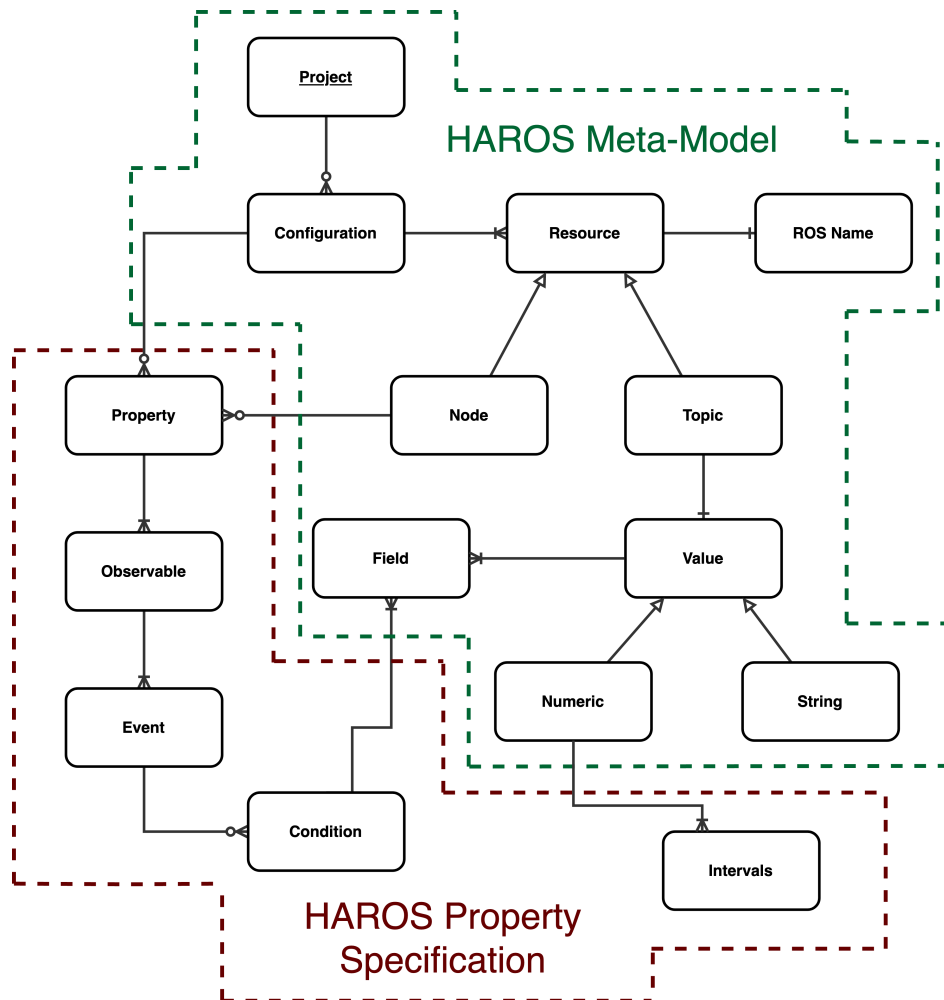 Project
HAROS Meta-Model
Configuration
Resource
ROS Name
Property
Node
Topic
Observable
Field
Value
Event
Numeric
String
Condition
Intervals
HAROS Property
Specification